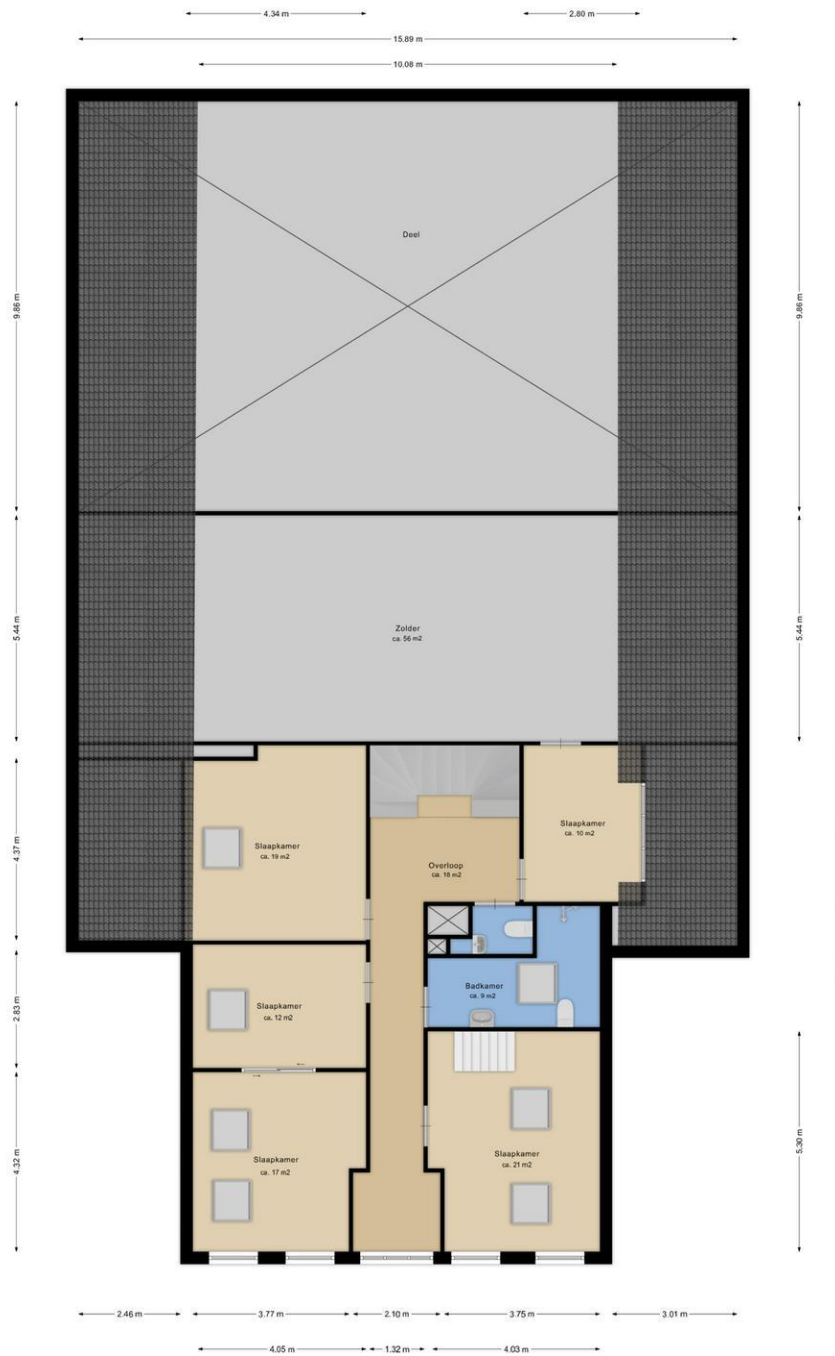 4.34 m
2.80 m
15.89 m
10.08 m
9.86 m
9.86 m
Deel
5.44 m
5.44 m
Zolder
ca. 56 m2
4.37 m
Slaapkamer
ca. 19 m2
Overloop
ca. 18 m2
Slaapkamer
ca. 10 m2
2.83 m
Slaapkamer
ca. 12 m2
Badkamer
ca. 9 m2
4.32 m
Slaapkamer
ca. 17 m2
Slaapkamer
ca. 21 m2
5.30 m
2.46 m
3.77 m
2.10 m
3.75 m
3.01 m
4.05 m
1.32 m
4.03 m